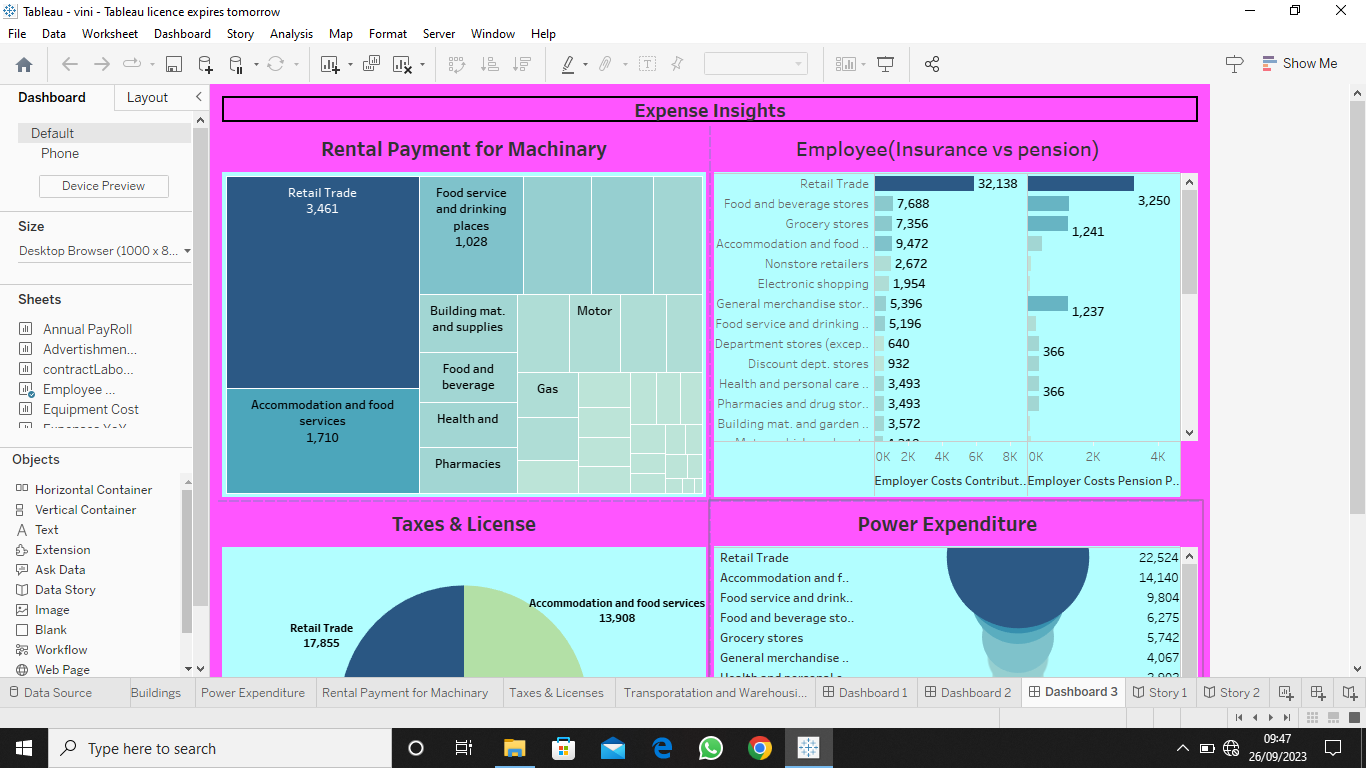 Tableau - vini - Tableau licence expires tomorrow
File Data Worksheet Dashboard Story Analysis Map Format Server Window Help
Show Me
Dashboard Layout
Default
Phone
Device Preview
Size
Desktop Browser (1000 x 8...
Sheets
Annual PayRoll
Advertishmen...
contractLabo...
Employee ...
Equipment Cost
Objects
Horizontal Container
Vertical Container
Text
Extension
Ask Data
Data Story
Image
Blank
Workflow
Web Page
Expense Insights
Rental Payment for Machinary
Retail Trade
3,461
Food service
and drinking
places
1,028
Building mat.
and supplies
Motor
Food and
beverage
Gas
Accommodation and food
services
1,710
Health and
Pharmacies
Employee(Insurance vs pension)
Retail Trade 32,138 3,250
Food and beverage stores 7,688
Grocery stores 7,356 1,241
Accommodation and food .. 9,472
Nonstore retailers 2,672
Electronic shopping 1,954
General merchandise stor.. 5,396 1,237
Food service and drinking .. 5,196
Department stores (excep.. 640 366
Discount dept. stores 932
Health and personal care .. 3,493 366
Pharmacies and drug stor.. 3,493
Building mat. and garden .. 3,572
0K 2K 4K 6K 8K 0K 2K 4K
Employer Costs Contribut.. Employer Costs Pension P..
Taxes & License
Retail Trade
17,855
Accommodation and food services
13,908
Power Expenditure
Retail Trade 22,524
Accommodation and f.. 14,140
Food service and drink.. 9,804
Food and beverage sto.. 6,275
Grocery stores 5,742
General merchandise .. 4,067
Data Source Buildings Power Expenditure Rental Payment for Machinary Taxes & Licenses Transporatation and Warehousi... Dashboard 1 Dashboard 2 Dashboard 3 Story 1 Story 2
Type here to search
09:47
26/09/2023